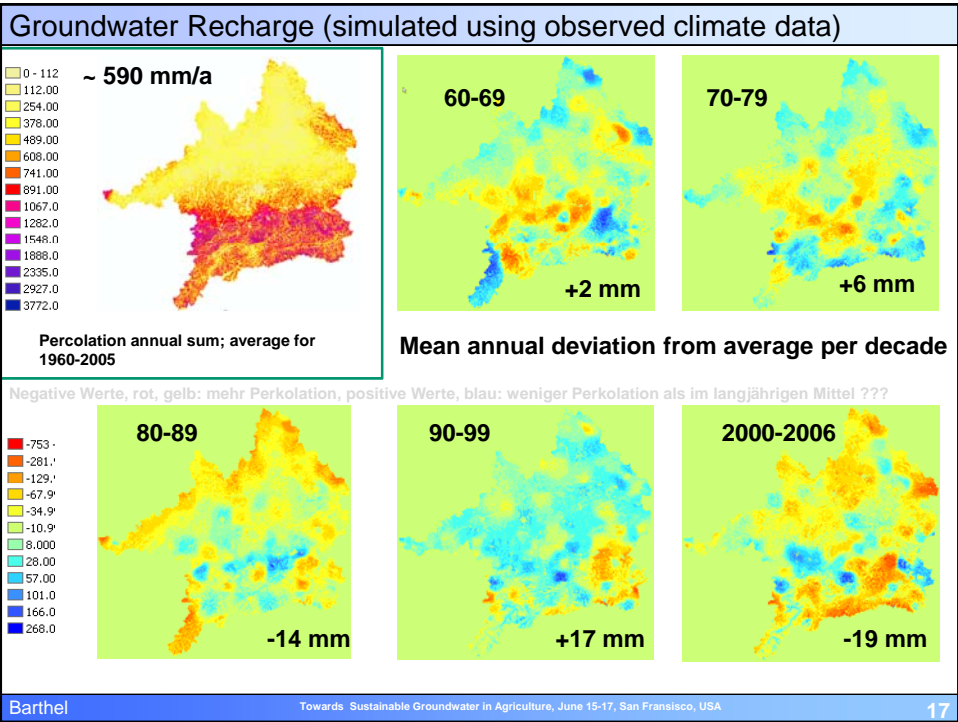 Groundwater Recharge (simulated using observed climate data)
0 - 112
112.00
254.00
378.00
489.00
608.00
741.00
891.00
1067.0
1282.0
1548.0
1888.0
2335.0
2927.0
3772.0
~ 590 mm/a
Percolation annual sum; average for
1960-2005
60-69
+2 mm
70-79
+6 mm
Mean annual deviation from average per decade
Negative Werte, rot, gelb: mehr Perkolation, positive Werte, blau: weniger Perkolation als im langjährigen Mittel ???
-753 -
-281.
-129.
-67.9
-34.9
-10.9
8.000
28.00
57.00
101.0
166.0
268.0
80-89
-14 mm
90-99
+17 mm
2000-2006
-19 mm
Barthel
Towards Sustainable Groundwater in Agriculture, June 15-17, San Fransisco, USA
17